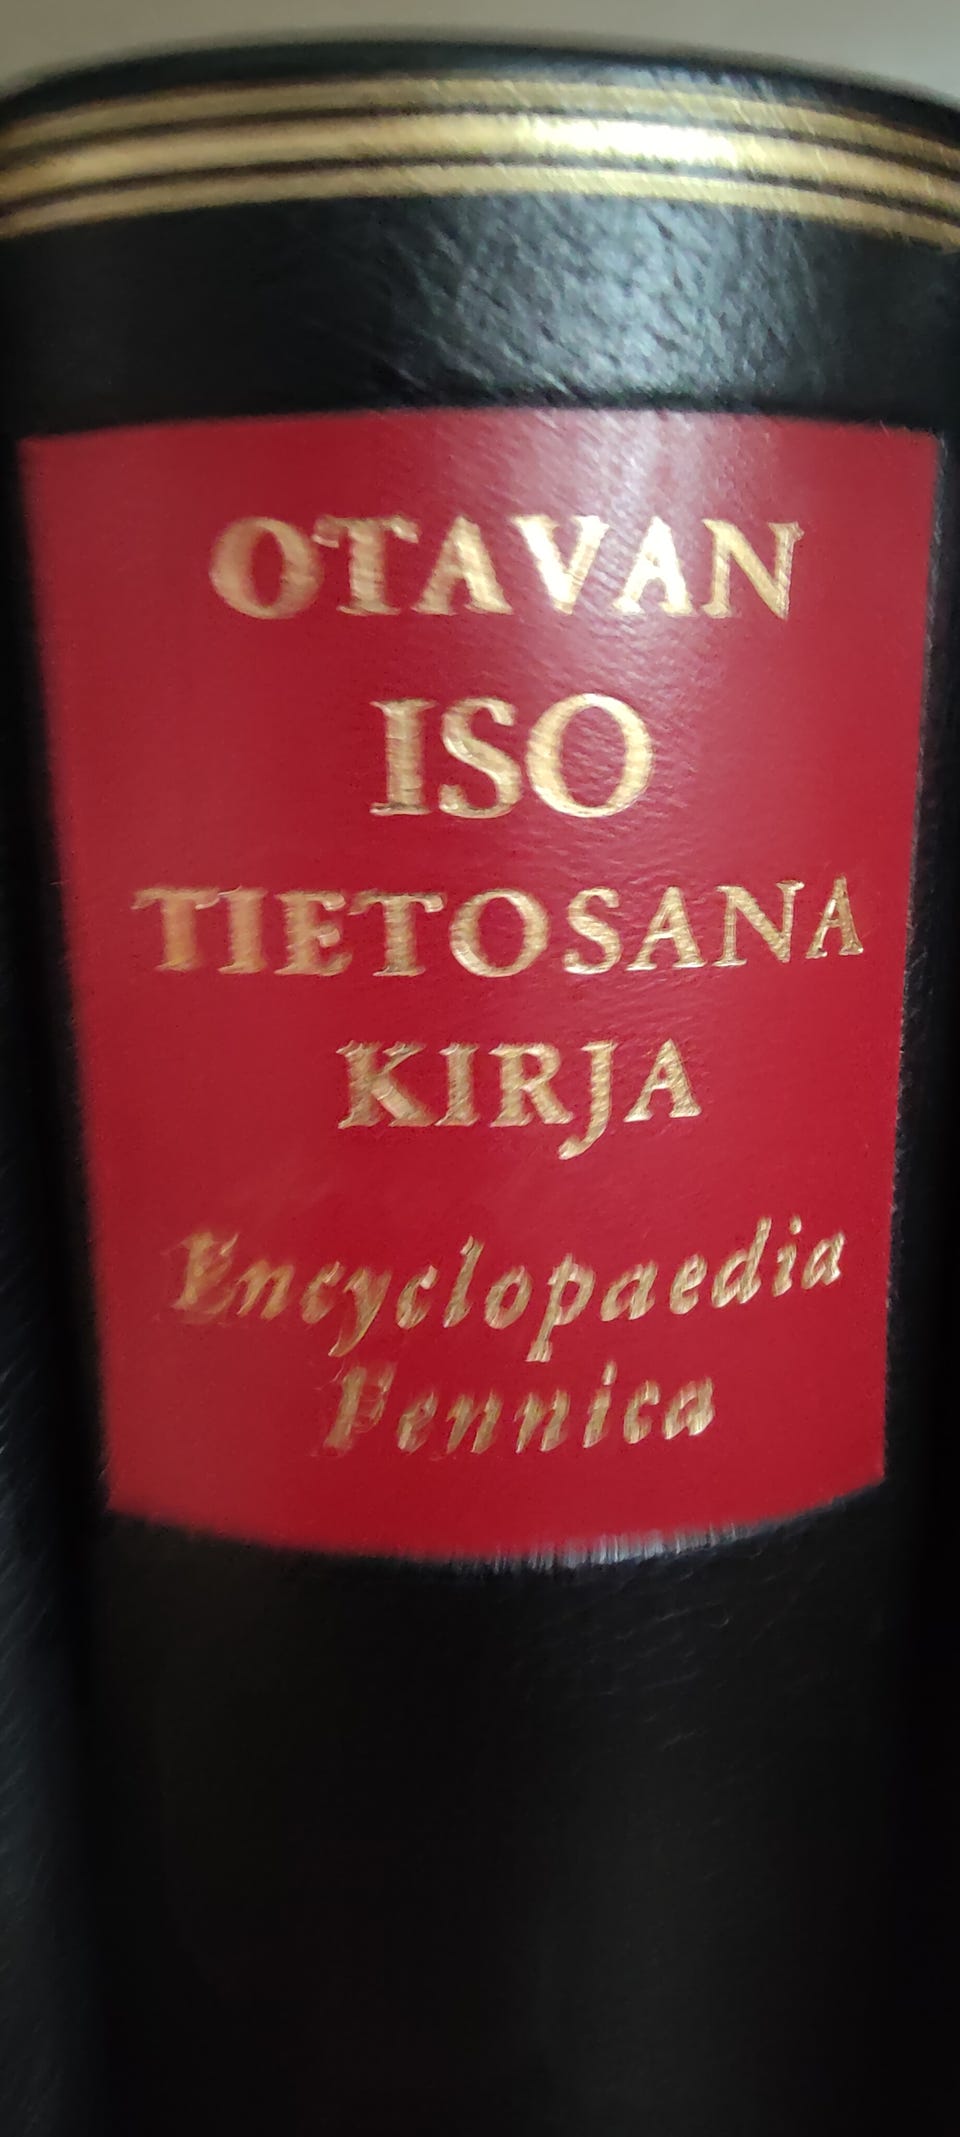 OTAVAN
ISO
TIETOSANA
KIRJA
Encyclopaedia
Fennica